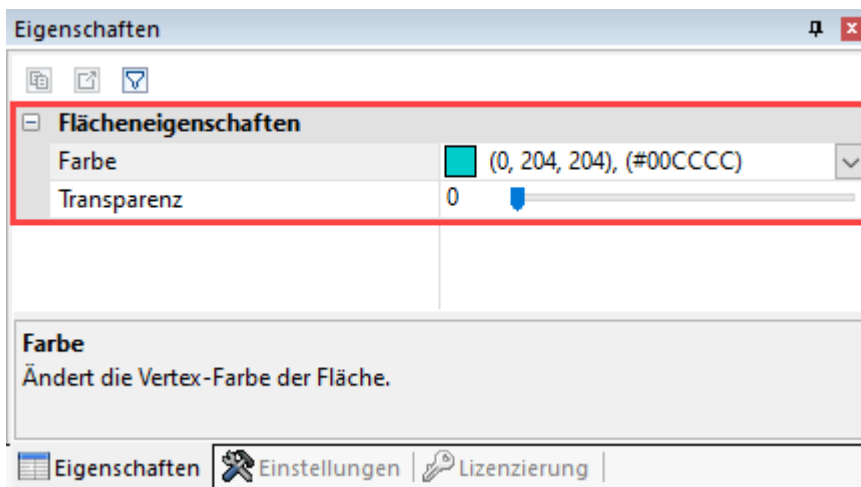 Eigenschaften
Flächeneigenschaften
Farbe (0, 204, 204), (#00CCCC)
Transparenz 0
Farbe
Ändert die Vertex-Farbe der Fläche.
Eigenschaften Einstellungen Lizenzierung